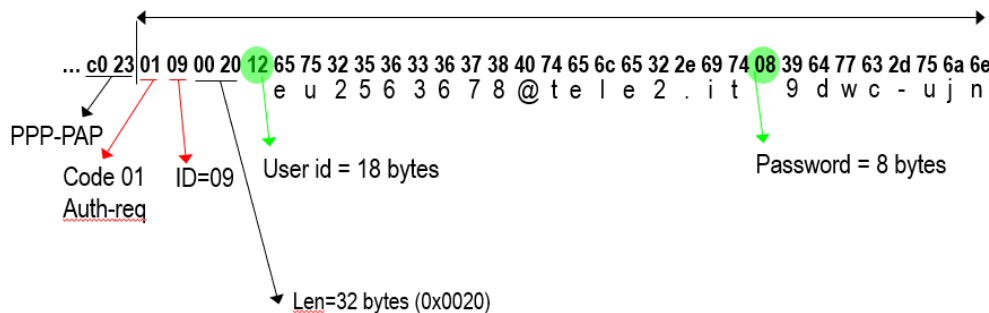 ... c0 23 01 09 00 20 12 65 75 32 35 36 33 36 37 38 40 74 65 6c 65 32 2e 69 74 08 39 64 77 63 2d 75 6a 6e
e u 2 5 6 3 6 7 8 @ t e l e 2 . i t 9 d w c - u j n
PPP-PAP
Code 01
Auth-req
ID=09
User id = 18 bytes
Password = 8 bytes
Len=32 bytes (0x0020)